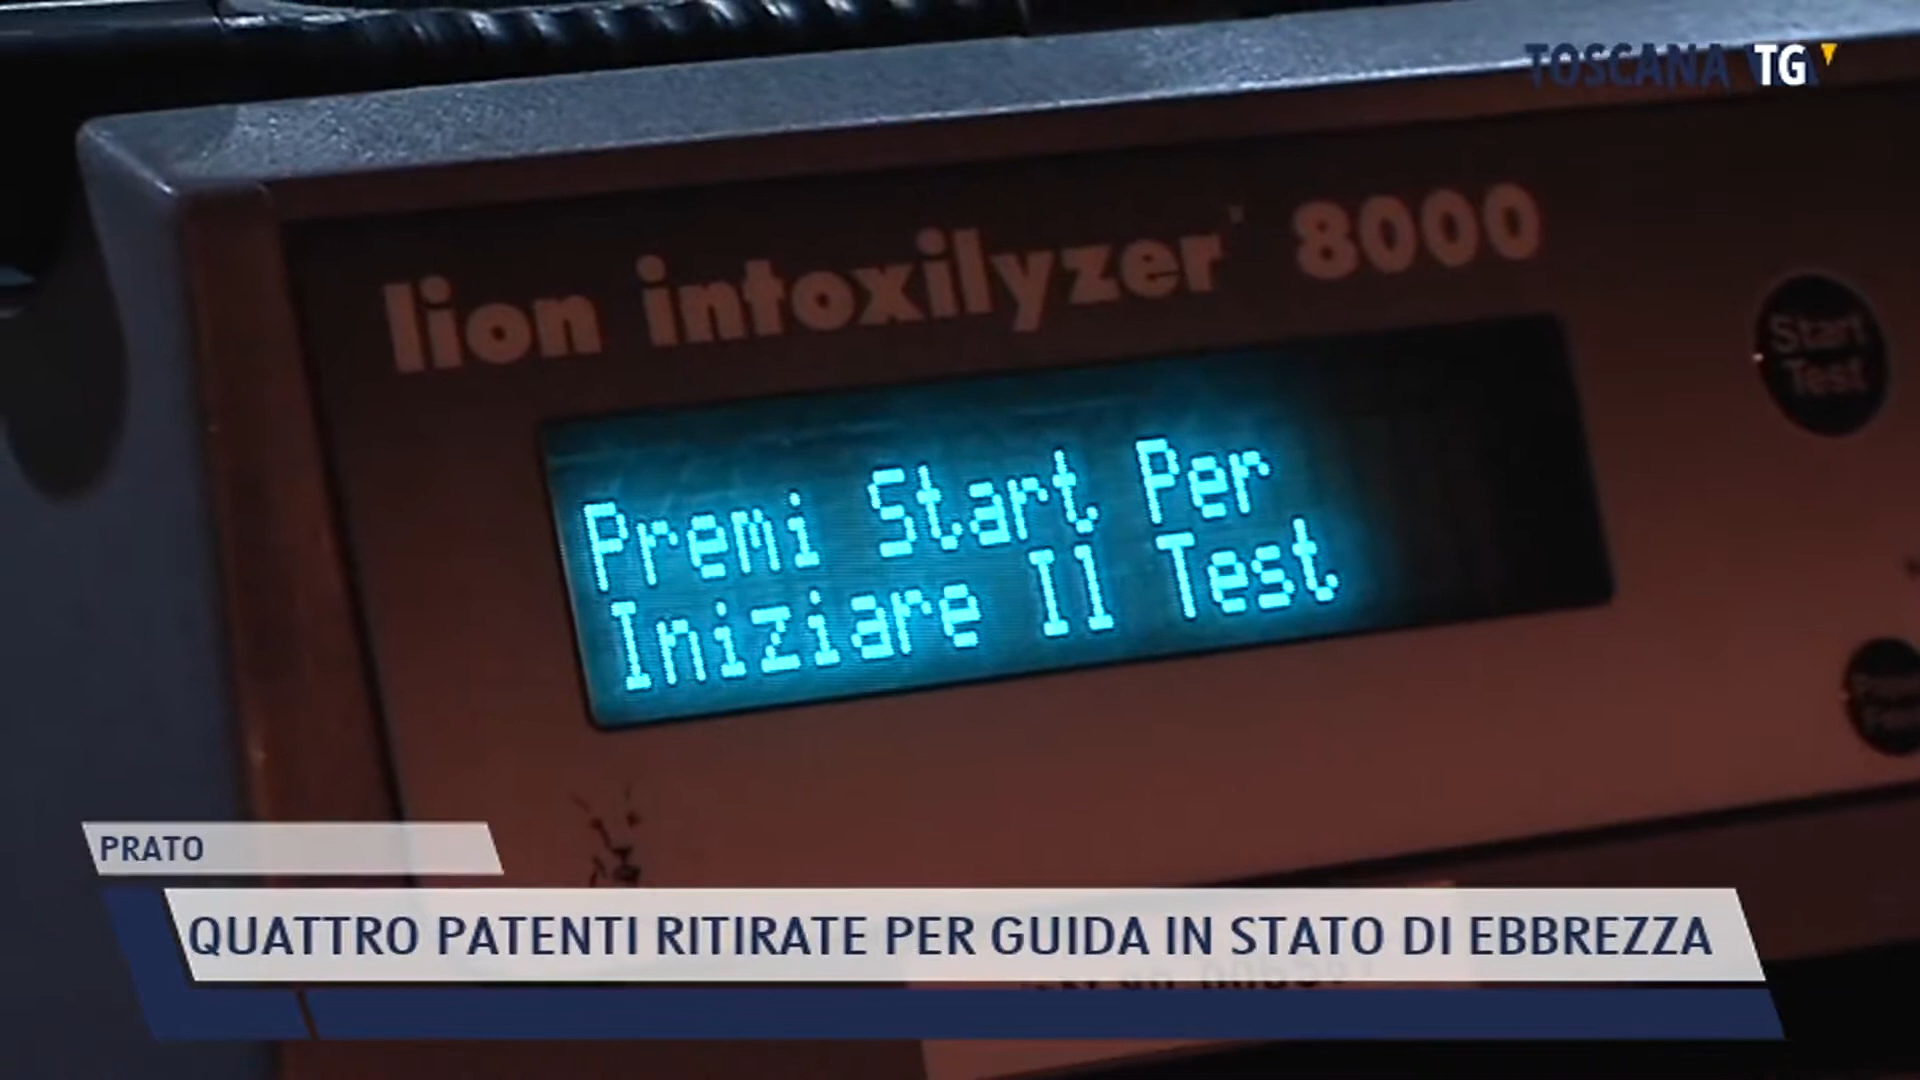 TOSCANA TG
lion intoxilyzer 8000
Start
Test
Premi Start Per
Iniziare Il Test
PRATO
QUATTRO PATENTI RITIRATE PER GUIDA IN STATO DI EBBREZZA